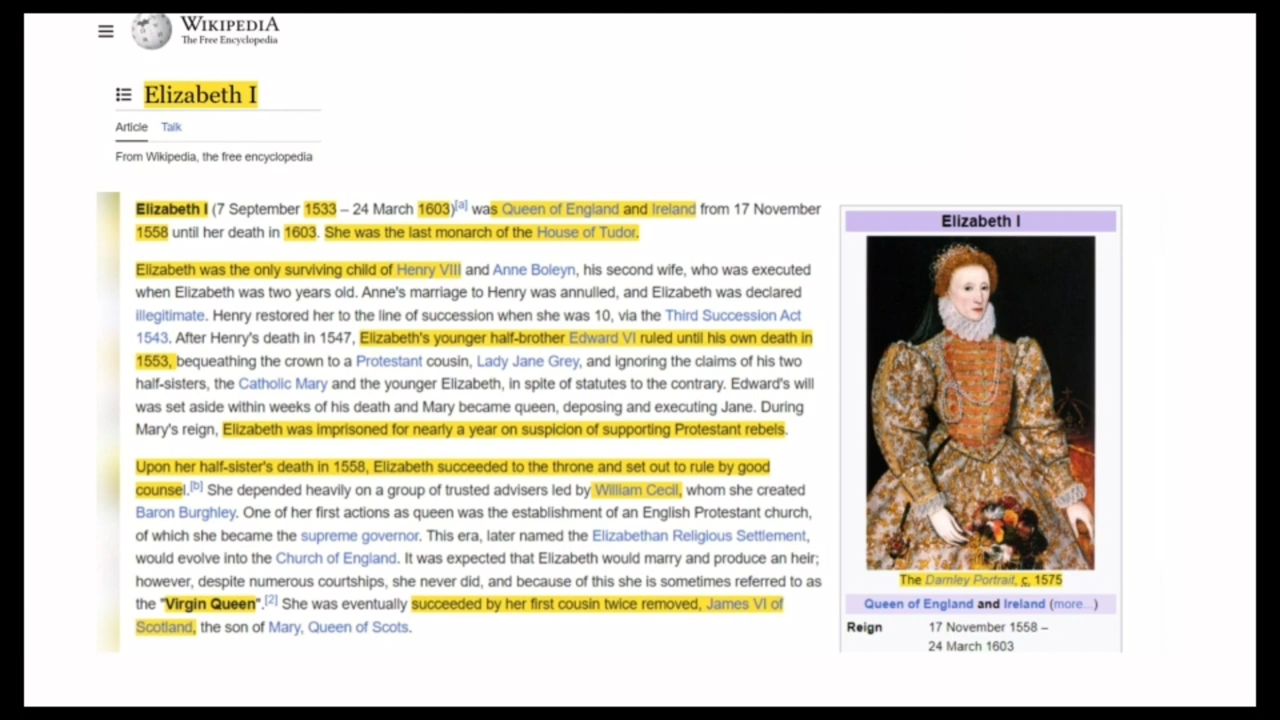 WIKIPEDIA
The Free Encyclopedia
Elizabeth I
Article Talk
From Wikipedia, the free encyclopedia
Elizabeth I (7 September 1533 – 24 March 1603)[a] was Queen of England and Ireland from 17 November
1558 until her death in 1603. She was the last monarch of the House of Tudor.
Elizabeth was the only surviving child of Henry VIII and Anne Boleyn, his second wife, who was executed
when Elizabeth was two years old. Anne's marriage to Henry was annulled, and Elizabeth was declared
illegitimate. Henry restored her to the line of succession when she was 10, via the Third Succession Act
1543. After Henry's death in 1547, Elizabeth's younger half-brother Edward VI ruled until his own death in
1553, bequeathing the crown to a Protestant cousin, Lady Jane Grey, and ignoring the claims of his two
half-sisters, the Catholic Mary and the younger Elizabeth, in spite of statutes to the contrary. Edward's will
was set aside within weeks of his death and Mary became queen, deposing and executing Jane. During
Mary's reign, Elizabeth was imprisoned for nearly a year on suspicion of supporting Protestant rebels.
Upon her half-sister's death in 1558, Elizabeth succeeded to the throne and set out to rule by good
counsel.[b] She depended heavily on a group of trusted advisers led by William Cecil, whom she created
Baron Burghley. One of her first actions as queen was the establishment of an English Protestant church,
of which she became the supreme governor. This era, later named the Elizabethan Religious Settlement,
would evolve into the Church of England. It was expected that Elizabeth would marry and produce an heir;
however, despite numerous courtships, she never did, and because of this she is sometimes referred to as
the "Virgin Queen".[2] She was eventually succeeded by her first cousin twice removed, James VI of
Scotland, the son of Mary, Queen of Scots.
Elizabeth I
The Darnley Portrait, c. 1575
Queen of England and Ireland (more...)
Reign 17 November 1558 –
24 March 1603